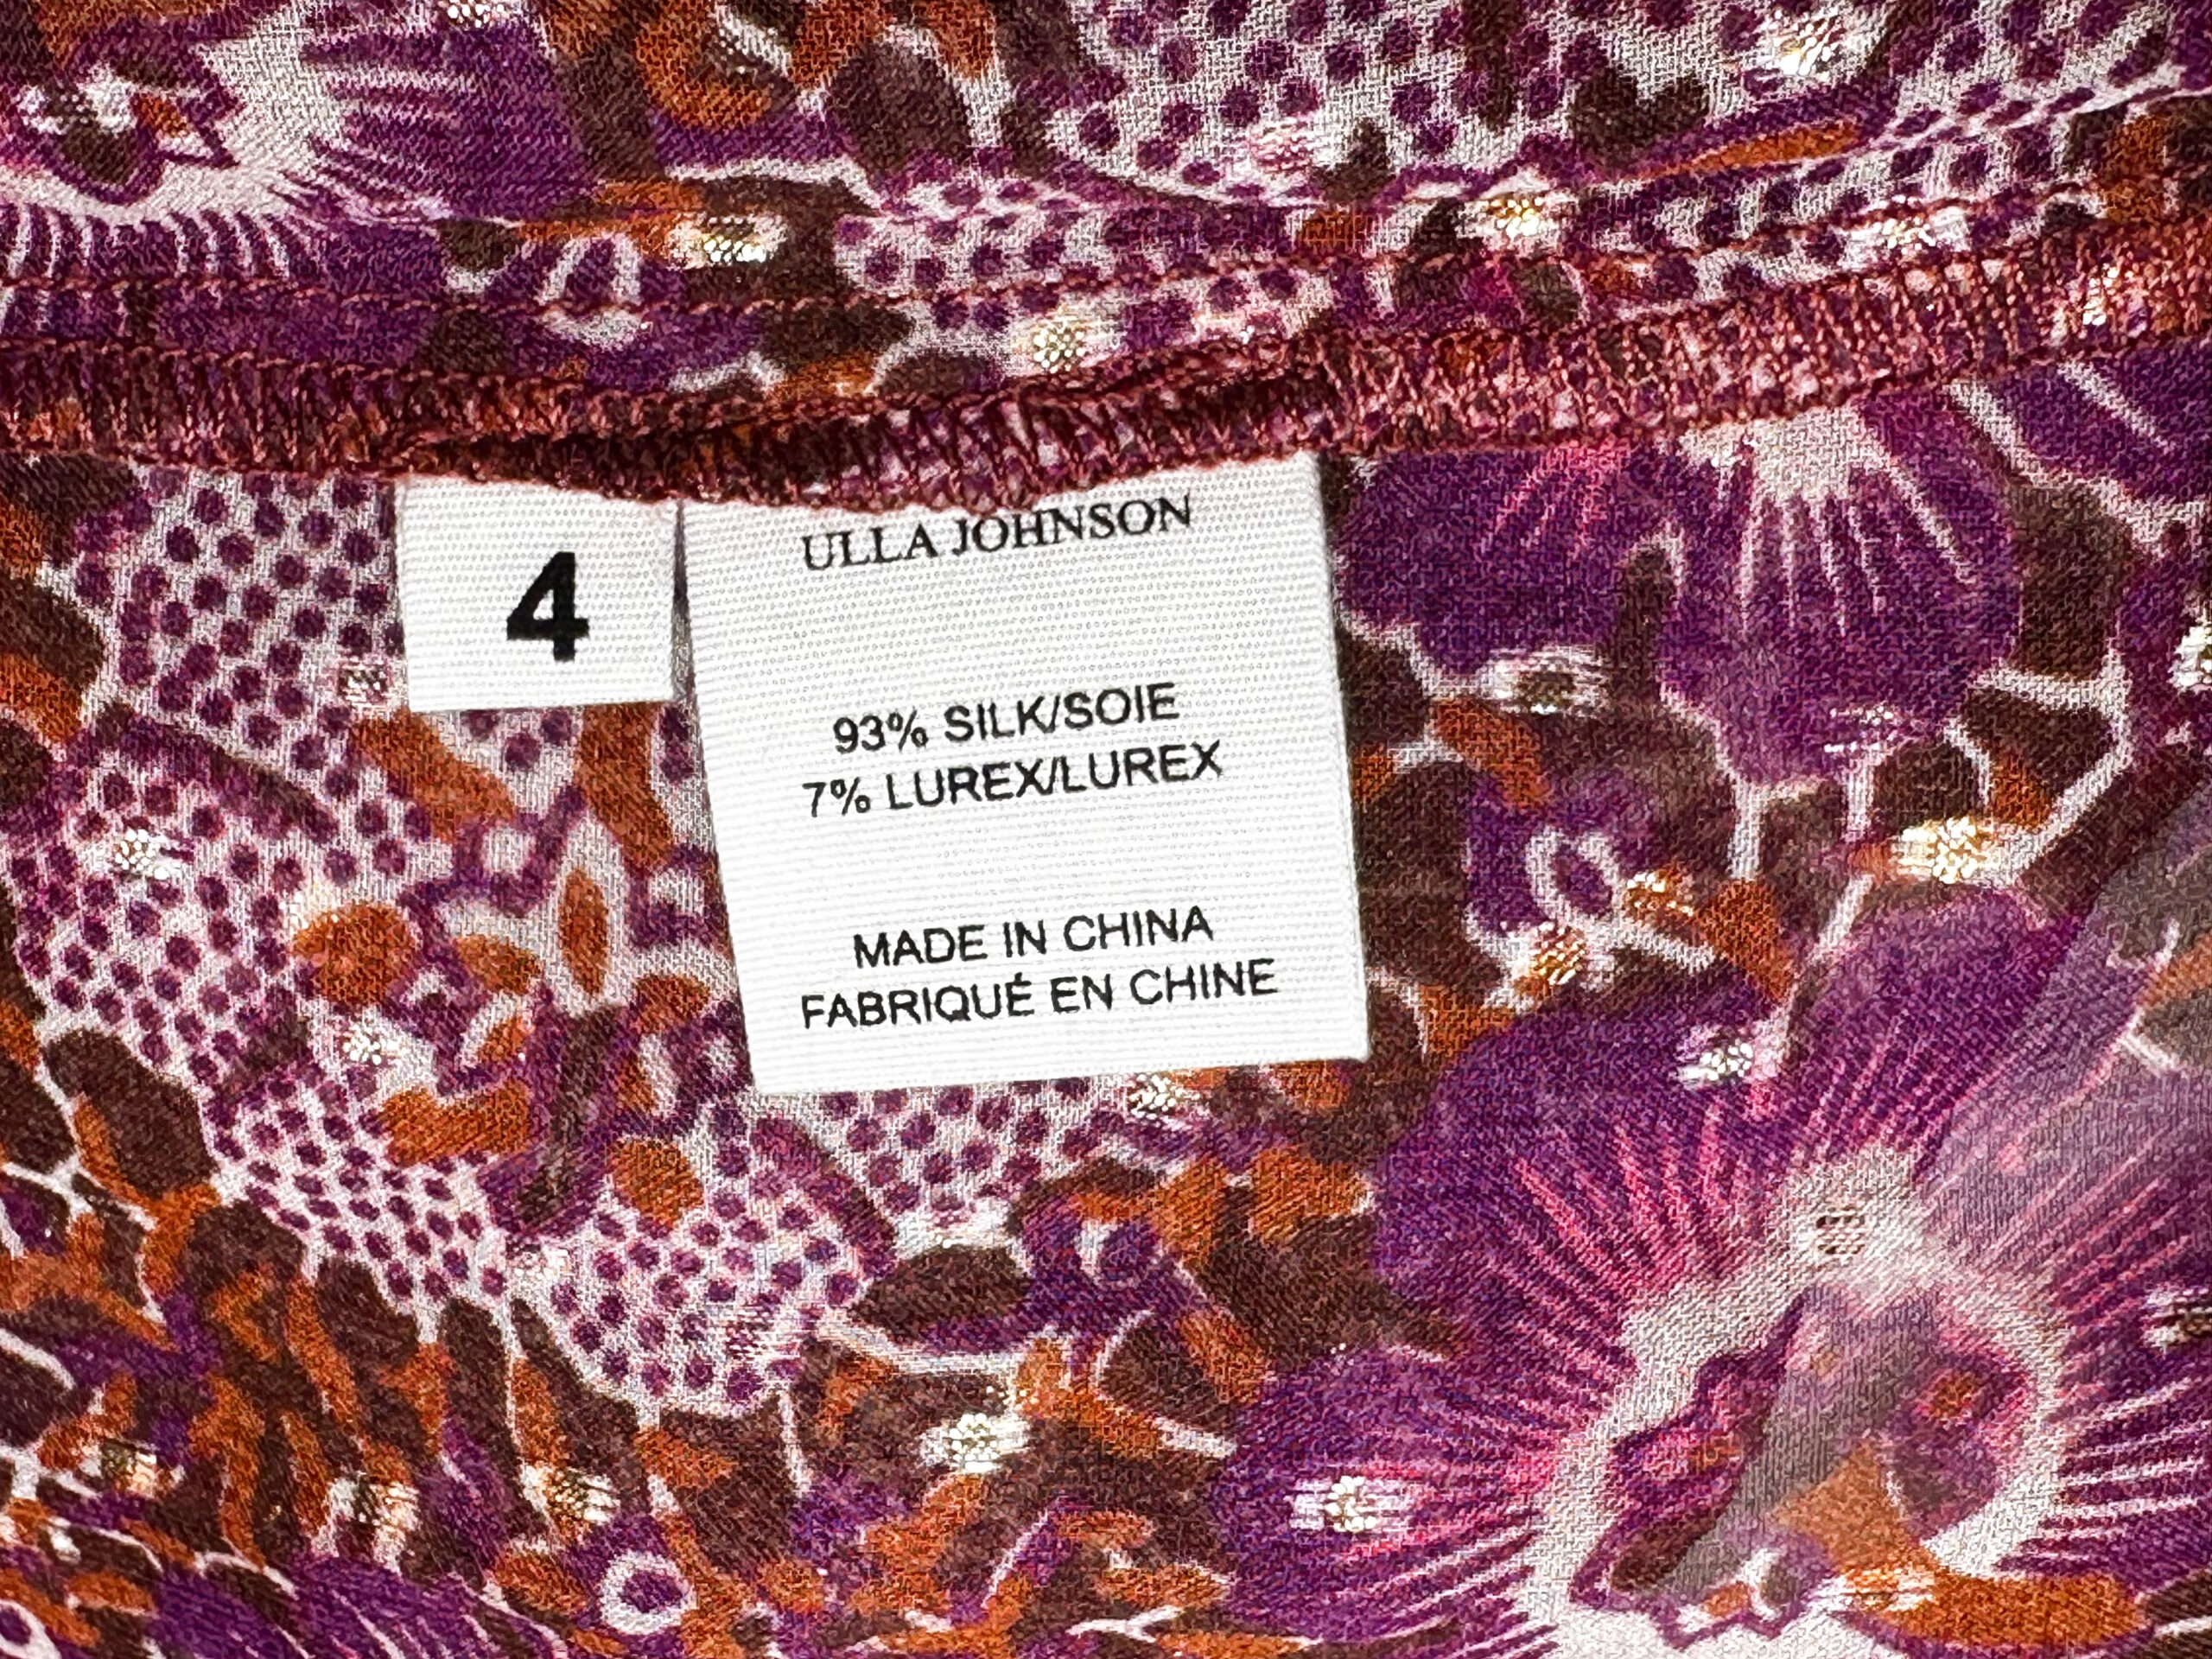 4
ULLA JOHNSON
93% SILK/SOIE
7% LUREX/LUREX
MADE IN CHINA
FABRIQUÉ EN CHINE